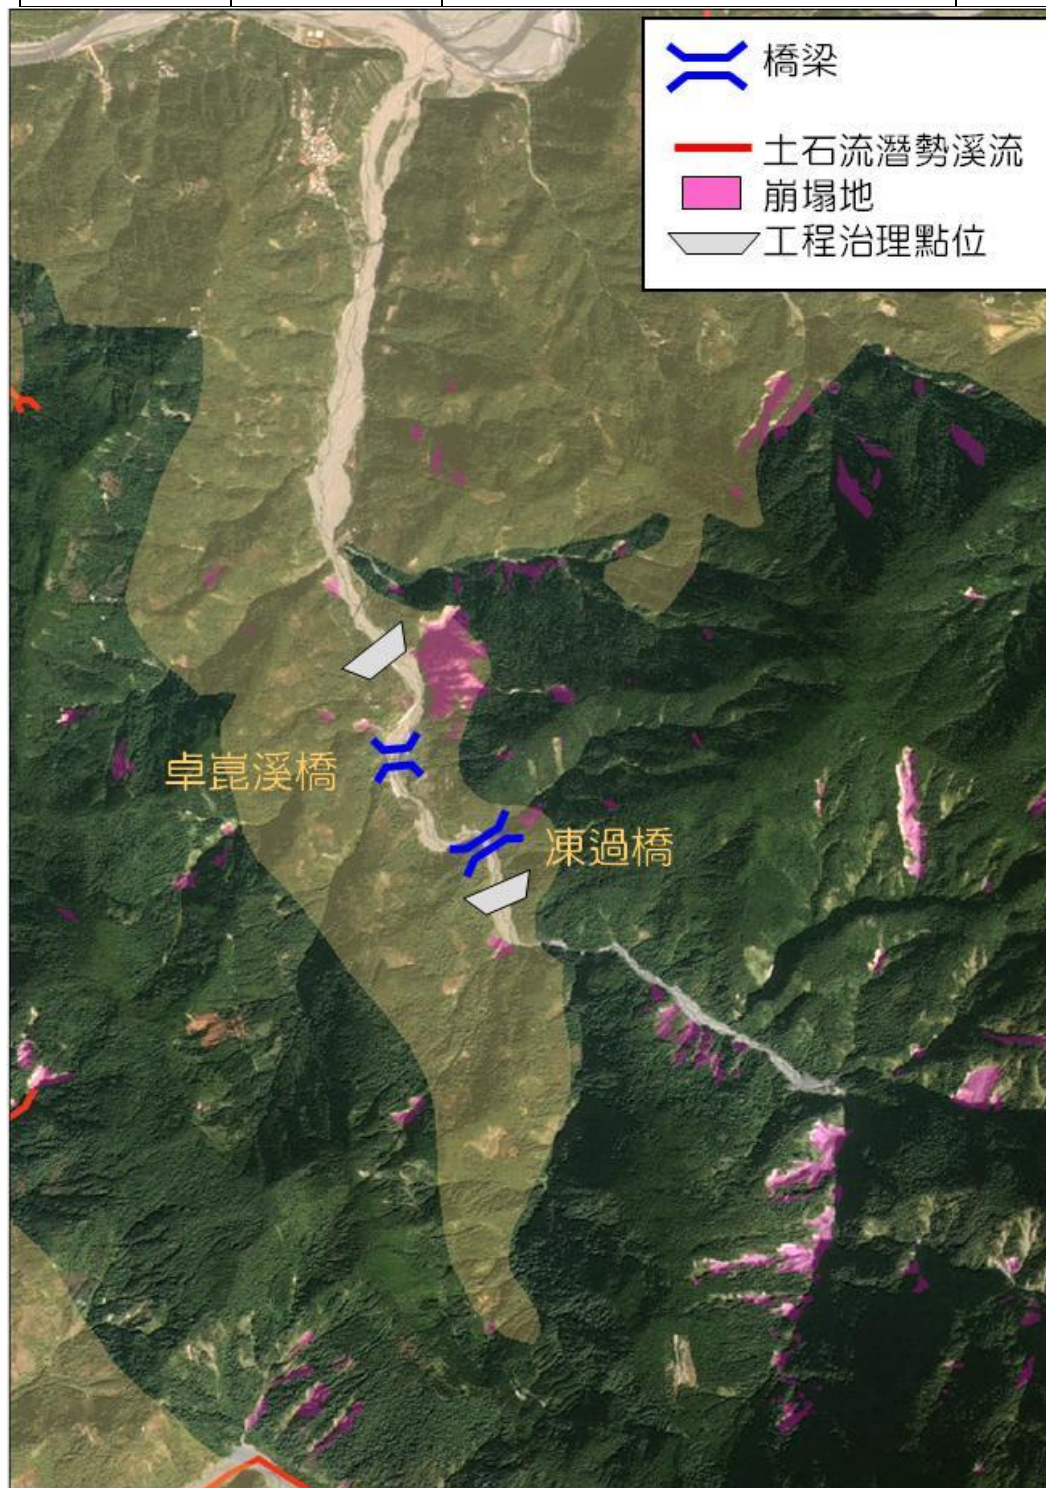 橋梁
土石流潛勢溪流
崩塌地
工程治理點位
卓崑溪橋
凍過橋